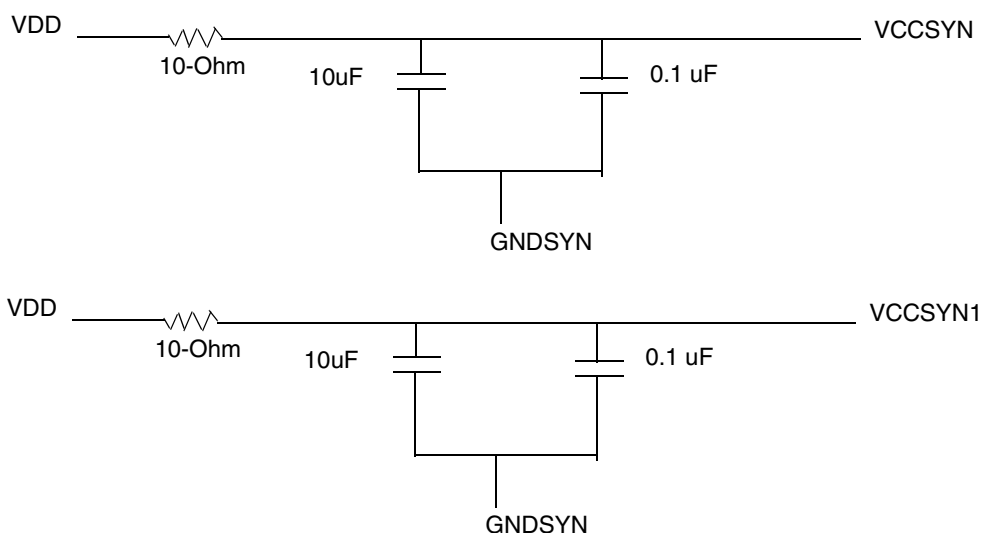 VDD
VCCSYN
10-Ohm
10uF
0.1 uF
GNDSYN
VDD
VCCSYN1
10-Ohm
10uF
0.1 uF
GNDSYN